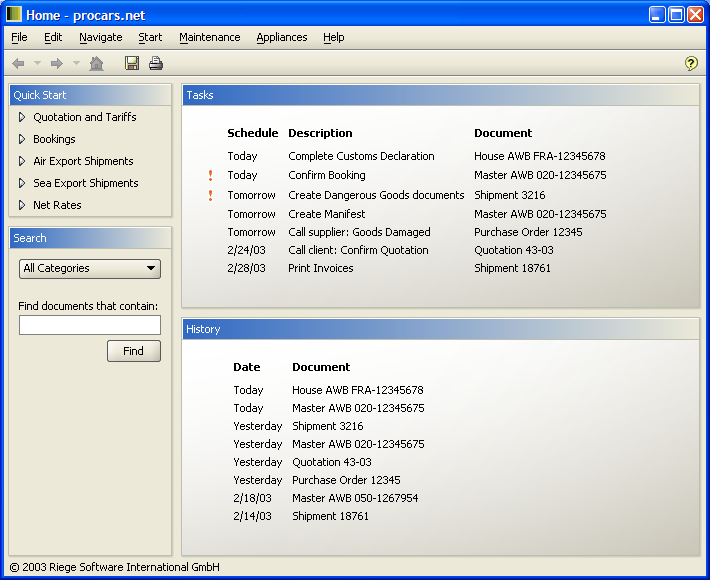 Home - procars.net
File Edit Navigate Start Maintenance Appliances Help
?
Quick Start
Quotation and Tariffs
Bookings
Air Export Shipments
Sea Export Shipments
Net Rates
Search
All Categories
Find documents that contain:
Find
Tasks
Schedule Description Document
Today Complete Customs Declaration House AWB FRA-12345678
! Today Confirm Booking Master AWB 020-12345675
! Tomorrow Create Dangerous Goods documents Shipment 3216
Tomorrow Create Manifest Master AWB 020-12345675
Tomorrow Call supplier: Goods Damaged Purchase Order 12345
2/24/03 Call client: Confirm Quotation Quotation 43-03
2/28/03 Print Invoices Shipment 18761
History
Date Document
Today House AWB FRA-12345678
Today Master AWB 020-12345675
Yesterday Shipment 3216
Yesterday Master AWB 020-12345675
Yesterday Quotation 43-03
Yesterday Purchase Order 12345
2/18/03 Master AWB 050-1267954
2/14/03 Shipment 18761
© 2003 Riege Software International GmbH